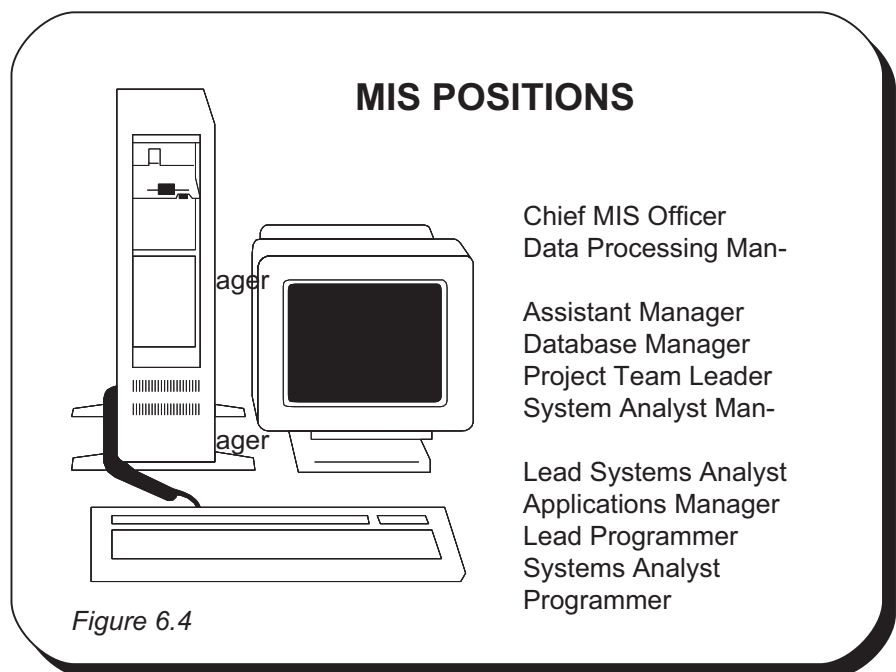 MIS POSITIONS
Chief MIS Officer
Data Processing Man-
ager
Assistant Manager
Database Manager
Project Team Leader
System Analyst Man-
ager
Lead Systems Analyst
Applications Manager
Lead Programmer
Systems Analyst
Programmer
Figure 6.4